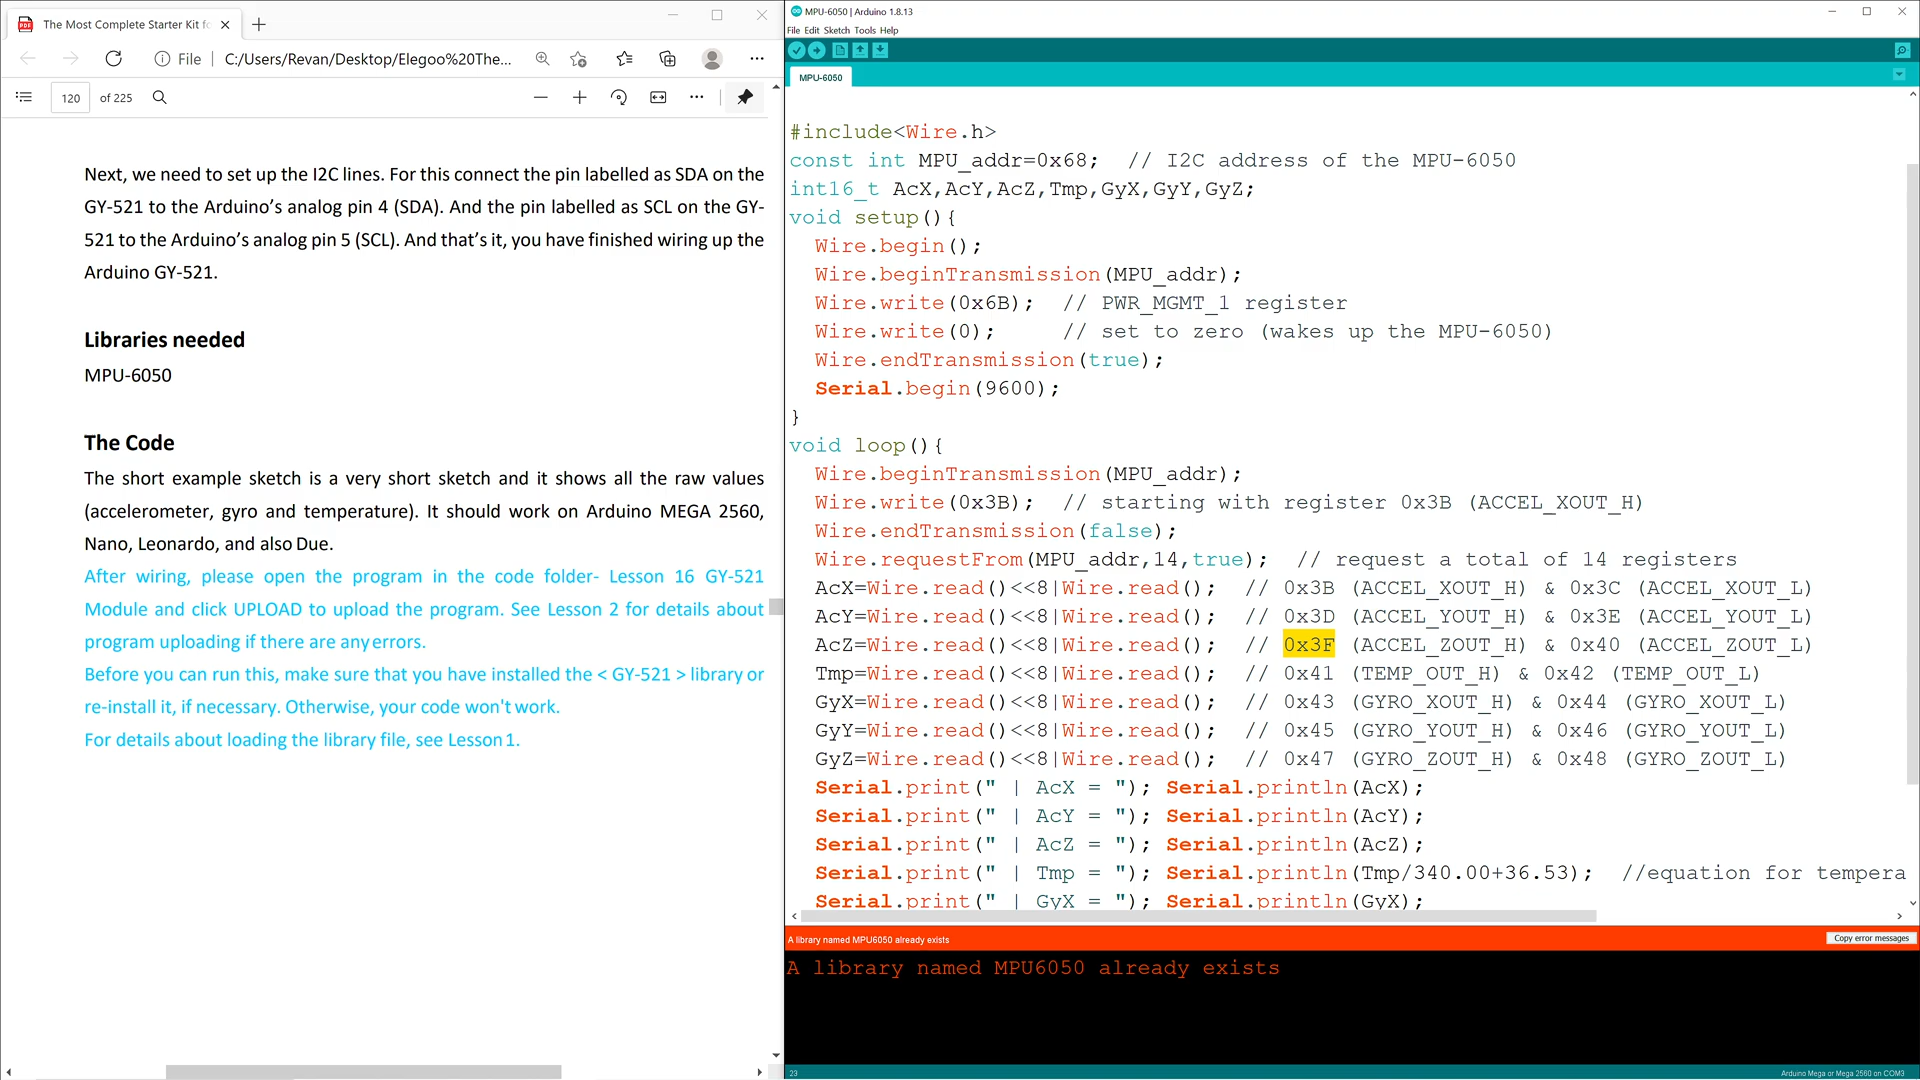 The Most Complete Starter Kit fo
File
C:/Users/Revan/Desktop/Elegoo%20The...
120 of 225
Next, we need to set up the I2C lines. For this connect the pin labelled as SDA on the
GY-521 to the Arduino’s analog pin 4 (SDA). And the pin labelled as SCL on the GY-
521 to the Arduino’s analog pin 5 (SCL). And that’s it, you have finished wiring up the
Arduino GY-521.
Libraries needed
MPU-6050
The Code
The short example sketch is a very short sketch and it shows all the raw values
(accelerometer, gyro and temperature). It should work on Arduino MEGA 2560,
Nano, Leonardo, and also Due.
After wiring, please open the program in the code folder- Lesson 16 GY-521
Module and click UPLOAD to upload the program. See Lesson 2 for details about
program uploading if there are any errors.
Before you can run this, make sure that you have installed the < GY-521 > library or
re-install it, if necessary. Otherwise, your code won't work.
For details about loading the library file, see Lesson 1.
MPU-6050 | Arduino 1.8.13
File Edit Sketch Tools Help
MPU-6050
#include<Wire.h>
const int MPU_addr=0x68;  // I2C address of the MPU-6050
int16_t AcX,AcY,AcZ,Tmp,GyX,GyY,GyZ;
void setup(){
  Wire.begin();
  Wire.beginTransmission(MPU_addr);
  Wire.write(0x6B);  // PWR_MGMT_1 register
  Wire.write(0);     // set to zero (wakes up the MPU-6050)
  Wire.endTransmission(true);
  Serial.begin(9600);
}
void loop(){
  Wire.beginTransmission(MPU_addr);
  Wire.write(0x3B);  // starting with register 0x3B (ACCEL_XOUT_H)
  Wire.endTransmission(false);
  Wire.requestFrom(MPU_addr,14,true);  // request a total of 14 registers
  AcX=Wire.read()<<8|Wire.read();  // 0x3B (ACCEL_XOUT_H) & 0x3C (ACCEL_XOUT_L)
  AcY=Wire.read()<<8|Wire.read();  // 0x3D (ACCEL_YOUT_H) & 0x3E (ACCEL_YOUT_L)
  AcZ=Wire.read()<<8|Wire.read();  // 0x3F (ACCEL_ZOUT_H) & 0x40 (ACCEL_ZOUT_L)
  Tmp=Wire.read()<<8|Wire.read();  // 0x41 (TEMP_OUT_H) & 0x42 (TEMP_OUT_L)
  GyX=Wire.read()<<8|Wire.read();  // 0x43 (GYRO_XOUT_H) & 0x44 (GYRO_XOUT_L)
  GyY=Wire.read()<<8|Wire.read();  // 0x45 (GYRO_YOUT_H) & 0x46 (GYRO_YOUT_L)
  GyZ=Wire.read()<<8|Wire.read();  // 0x47 (GYRO_ZOUT_H) & 0x48 (GYRO_ZOUT_L)
  Serial.print(" | AcX = "); Serial.println(AcX);
  Serial.print(" | AcY = "); Serial.println(AcY);
  Serial.print(" | AcZ = "); Serial.println(AcZ);
  Serial.print(" | Tmp = "); Serial.println(Tmp/340.00+36.53);  //equation for tempera
  Serial.print(" | GyX = "); Serial.println(GyX);
A library named MPU6050 already exists
Copy error messages
A library named MPU6050 already exists
23
Arduino Mega or Mega 2560 on COM3